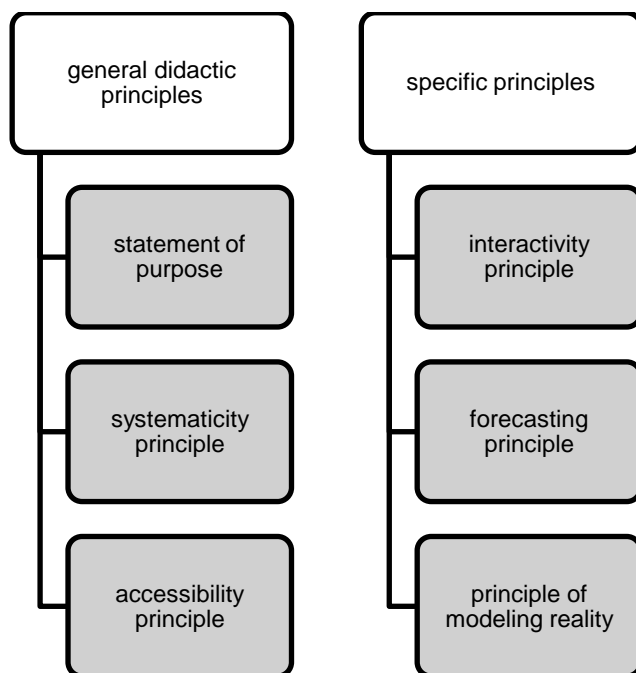 general didactic
principles
statement of
purpose
systematicity
principle
accessibility
principle
specific principles
interactivity
principle
forecasting
principle
principle of
modeling reality